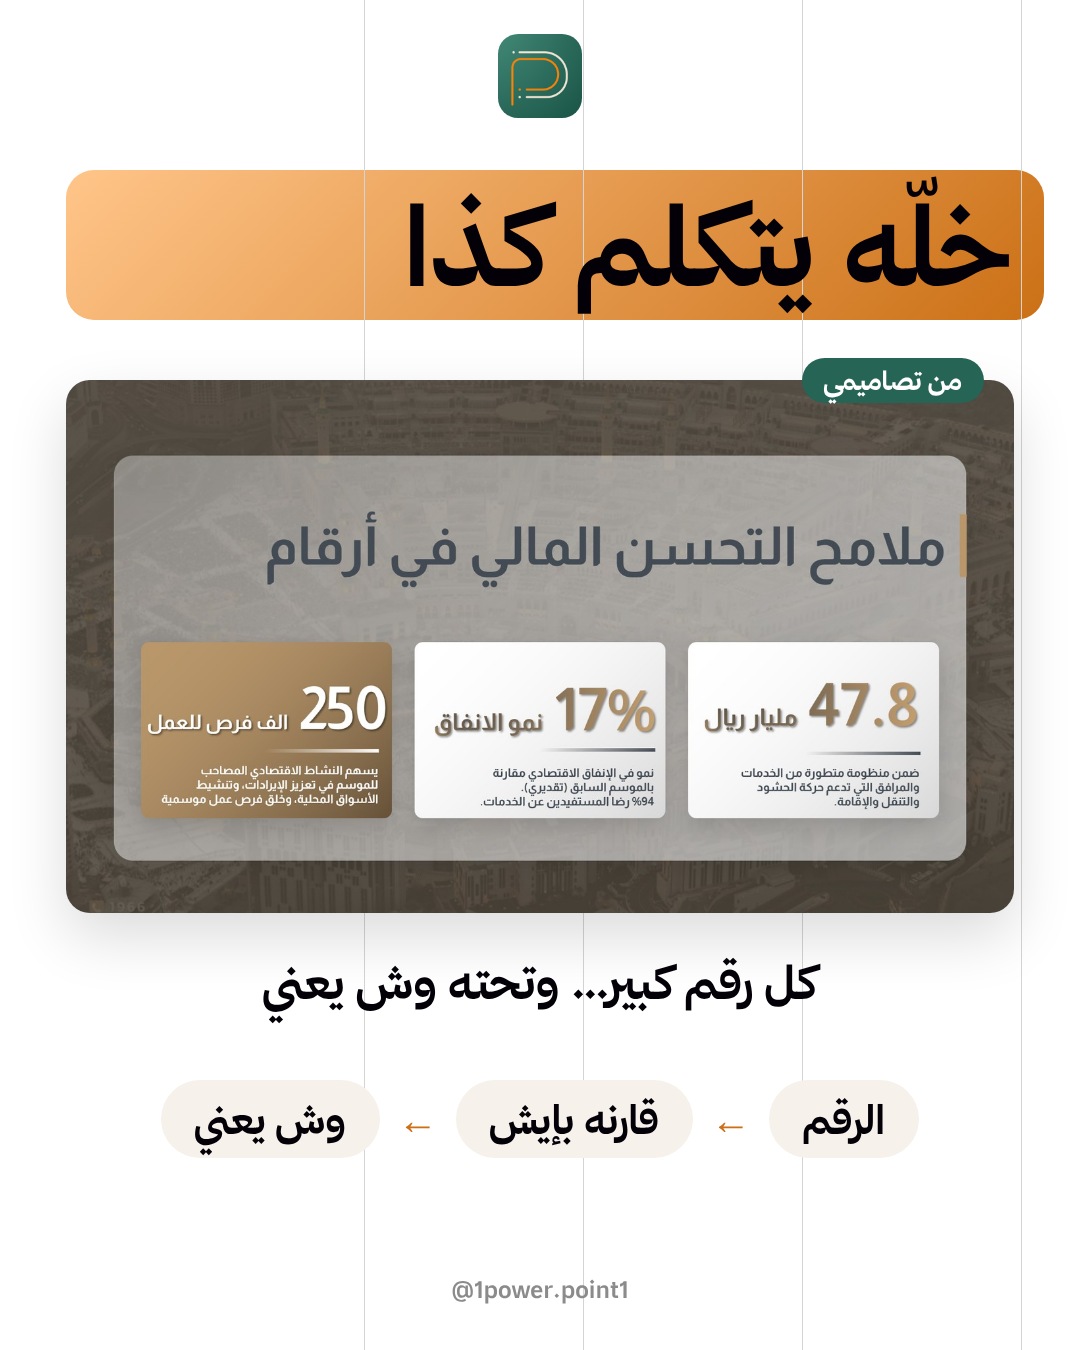 خلّه يتكلم كذا
من تصاميمي
ملامح التحسن المالي في أرقام
47.8 مليار ريال
ضمن منظومة متطورة من الخدمات
والمرافق التي تدعم حركة الحشود
والتنقل والإقامة.
17% نمو الانفاق
نمو في الإنفاق الاقتصادي مقارنة
بالموسم السابق (تقديري).
94% رضا المستفيدين عن الخدمات.
250 الف فرص للعمل
يسهم النشاط الاقتصادي المصاحب
للموسم في تعزيز الإيرادات، وتنشيط
الأسواق المحلية، وخلق فرص عمل موسمية
كل رقم كبير... وتحته وش يعني
الرقم ← قارنه بإيش ← وش يعني
@1power.point1